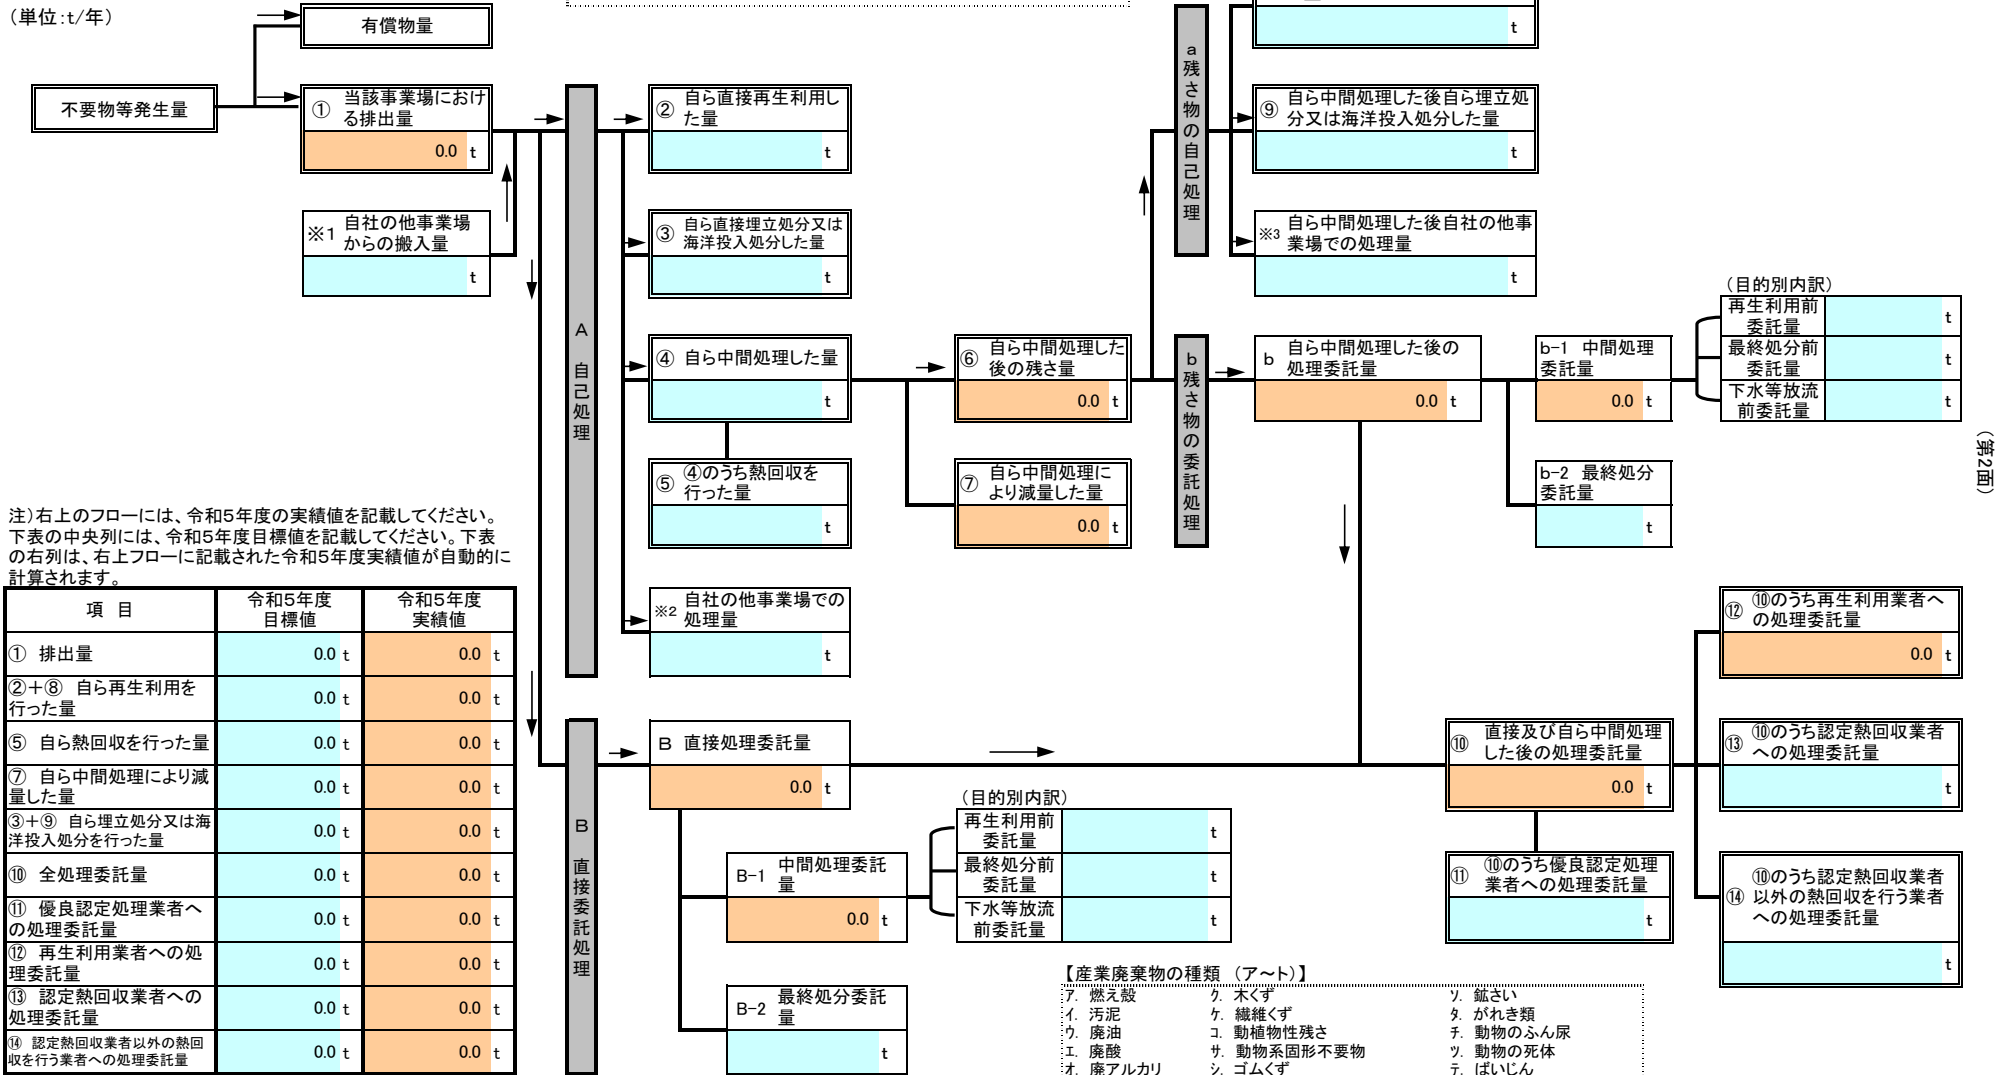 （単位:t/年）
有償物量
不要物等発生量
① 当該事業場におけ
る排出量
0.0 t
※1 自社の他事業場
からの搬入量
t
A 自己処理
② 自ら直接再生利用し
た量
t
③ 自ら直接埋立処分又は
海洋投入処分した量
t
④ 自ら中間処理した量
t
⑤ ④のうち熱回収を
行った量
t
※2 自社の他事業場での
処理量
t
⑥ 自ら中間処理した
後の残さ量
0.0 t
⑦ 自ら中間処理に
より減量した量
0.0 t
a 残さ物の自己処理
t
⑨ 自ら中間処理した後自ら埋立処
分又は海洋投入処分した量
t
※3 自ら中間処理した後自社の他事
業場での処理量
t
b 残さ物の委託処理
b 自ら中間処理した後の
処理委託量
0.0 t
b-1 中間処理
委託量
0.0 t
b-2 最終処分
委託量
t
（目的別内訳）
再生利用前
委託量
t
最終処分前
委託量
t
下水等放流
前委託量
t
（第2面）
注）右上のフローには、令和５年度の実績値を記載してください。
下表の中央列には、令和５年度目標値を記載してください。下表
の右列は、右上フローに記載された令和５年度実績値が自動的に
計算されます。
項 目 令和５年度
目標値 令和５年度
実績値
① 排出量 0.0 t 0.0 t
②＋⑧ 自ら再生利用を
行った量 0.0 t 0.0 t
⑤ 自ら熱回収を行った量 0.0 t 0.0 t
⑦ 自ら中間処理により減
量した量 0.0 t 0.0 t
③＋⑨ 自ら埋立処分又は海
洋投入処分を行った量 0.0 t 0.0 t
⑩ 全処理委託量 0.0 t 0.0 t
⑪ 優良認定処理業者へ
の処理委託量 0.0 t 0.0 t
⑫ 再生利用業者への処
理委託量 0.0 t 0.0 t
⑬ 認定熱回収業者への
処理委託量 0.0 t 0.0 t
⑭ 認定熱回収業者以外の熱回
収を行う業者への処理委託量 0.0 t 0.0 t
B 直接委託処理
B 直接処理委託量
0.0 t
B-1 中間処理委託
量
0.0 t
B-2 最終処分委託
量
t
（目的別内訳）
再生利用前
委託量
t
最終処分前
委託量
t
下水等放流
前委託量
t
⑩ 直接及び自ら中間処理
した後の処理委託量
0.0 t
⑪ ⑩のうち優良認定処理
業者への処理委託量
t
⑫ ⑩のうち再生利用業者へ
の処理委託量
0.0 t
⑬ ⑩のうち認定熱回収業者
への処理委託量
t
⑭ ⑩のうち認定熱回収業者
以外の熱回収を行う業者
への処理委託量
t
【産業廃棄物の種類 （ア～ト）】
ｱ. 燃え殻 ｸ. 木くず ｿ. 鉱さい
ｲ. 汚泥 ｹ. 繊維くず ﾀ. がれき類
ｳ. 廃油 ｺ. 動植物性残さ ﾁ. 動物のふん尿
ｴ. 廃酸 ｻ. 動物系固形不要物 ﾂ. 動物の死体
ｵ. 廃アルカリ ｼ. ゴムくず ﾃ. ばいじん